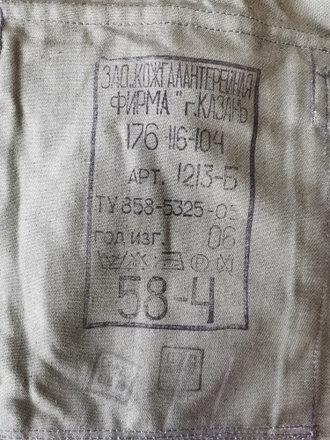 ЗАО „КОЖГАЛАНТЕРЕЙНАЯ
ФИРМА" г.КАЗАНЬ
176 116-104
АРТ. 1213-Б
ТУ 858-5325-05
год изг. 06
58-4